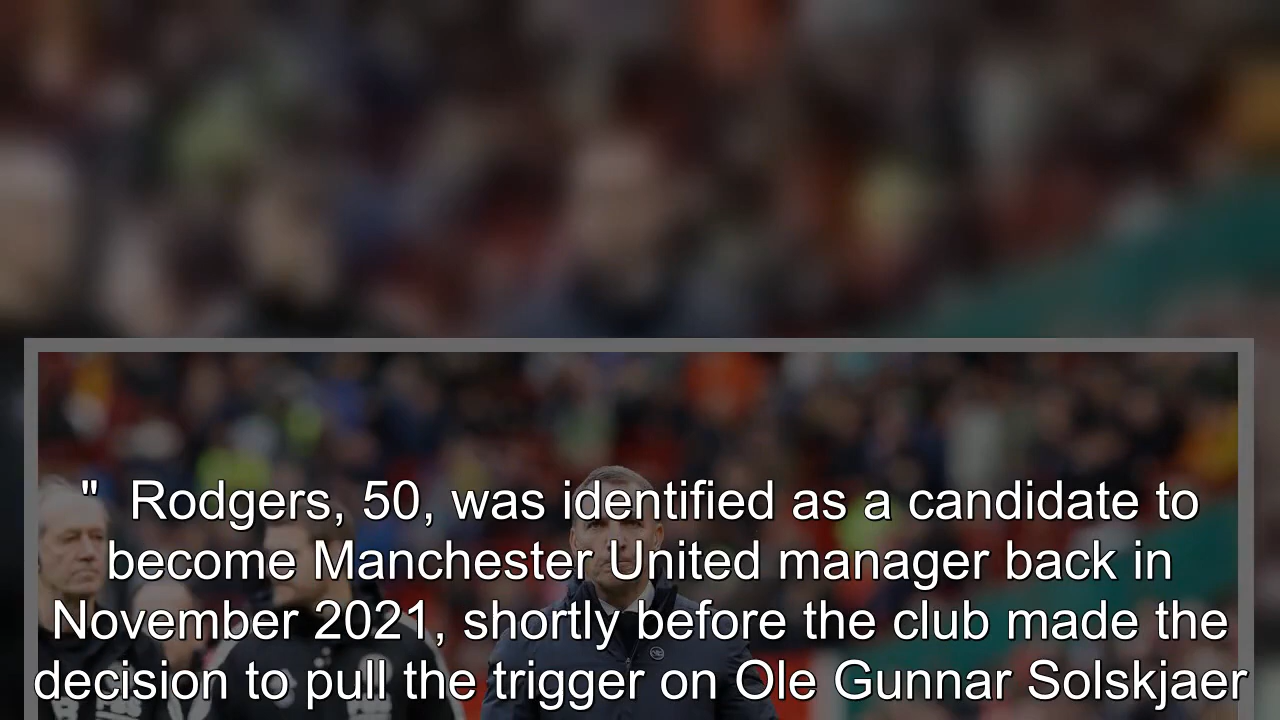 " Rodgers, 50, was identified as a candidate to
become Manchester United manager back in
November 2021, shortly before the club made the
decision to pull the trigger on Ole Gunnar Solskjaer